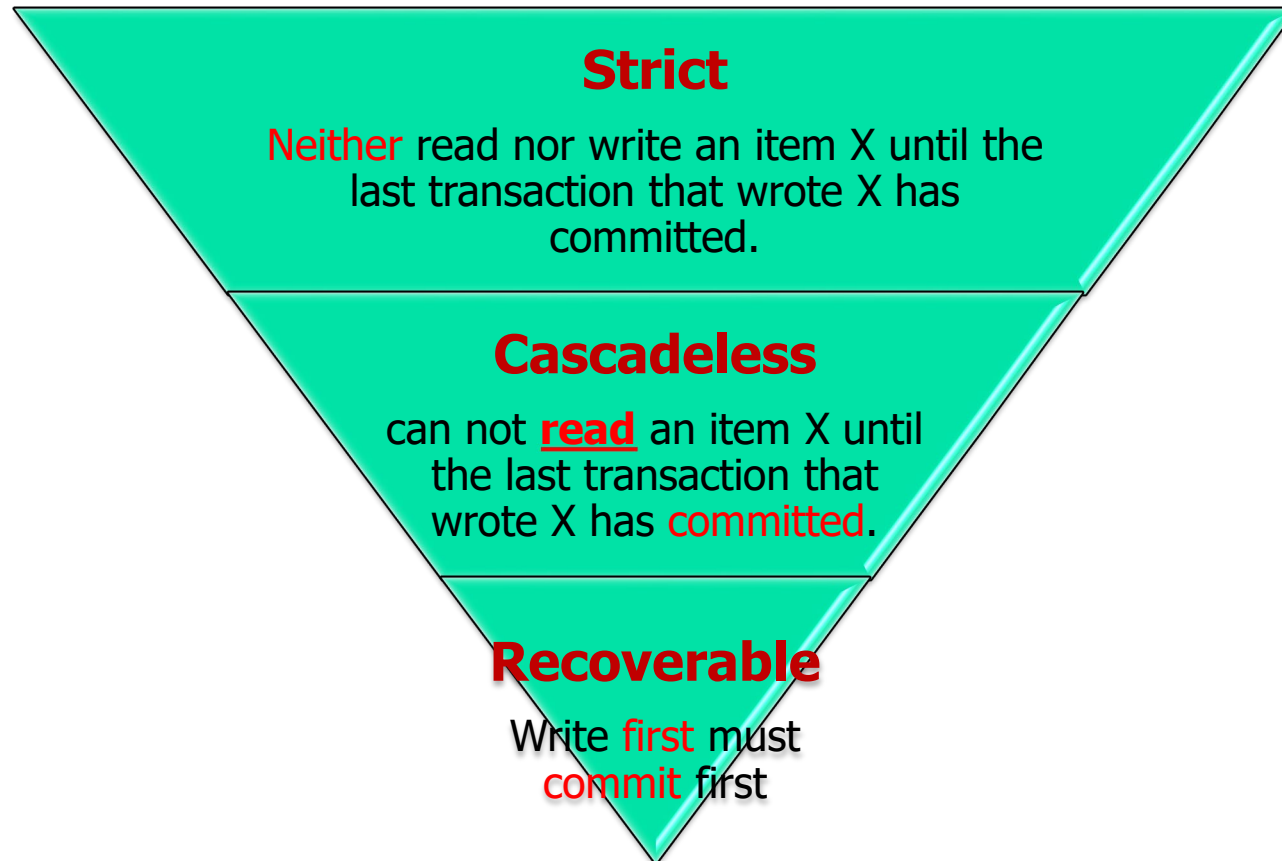 Strict
Neither read nor write an item X until the
last transaction that wrote X has
committed.
Cascadeless
can not read an item X until
the last transaction that
wrote X has committed.
Recoverable
Write first must
commit first